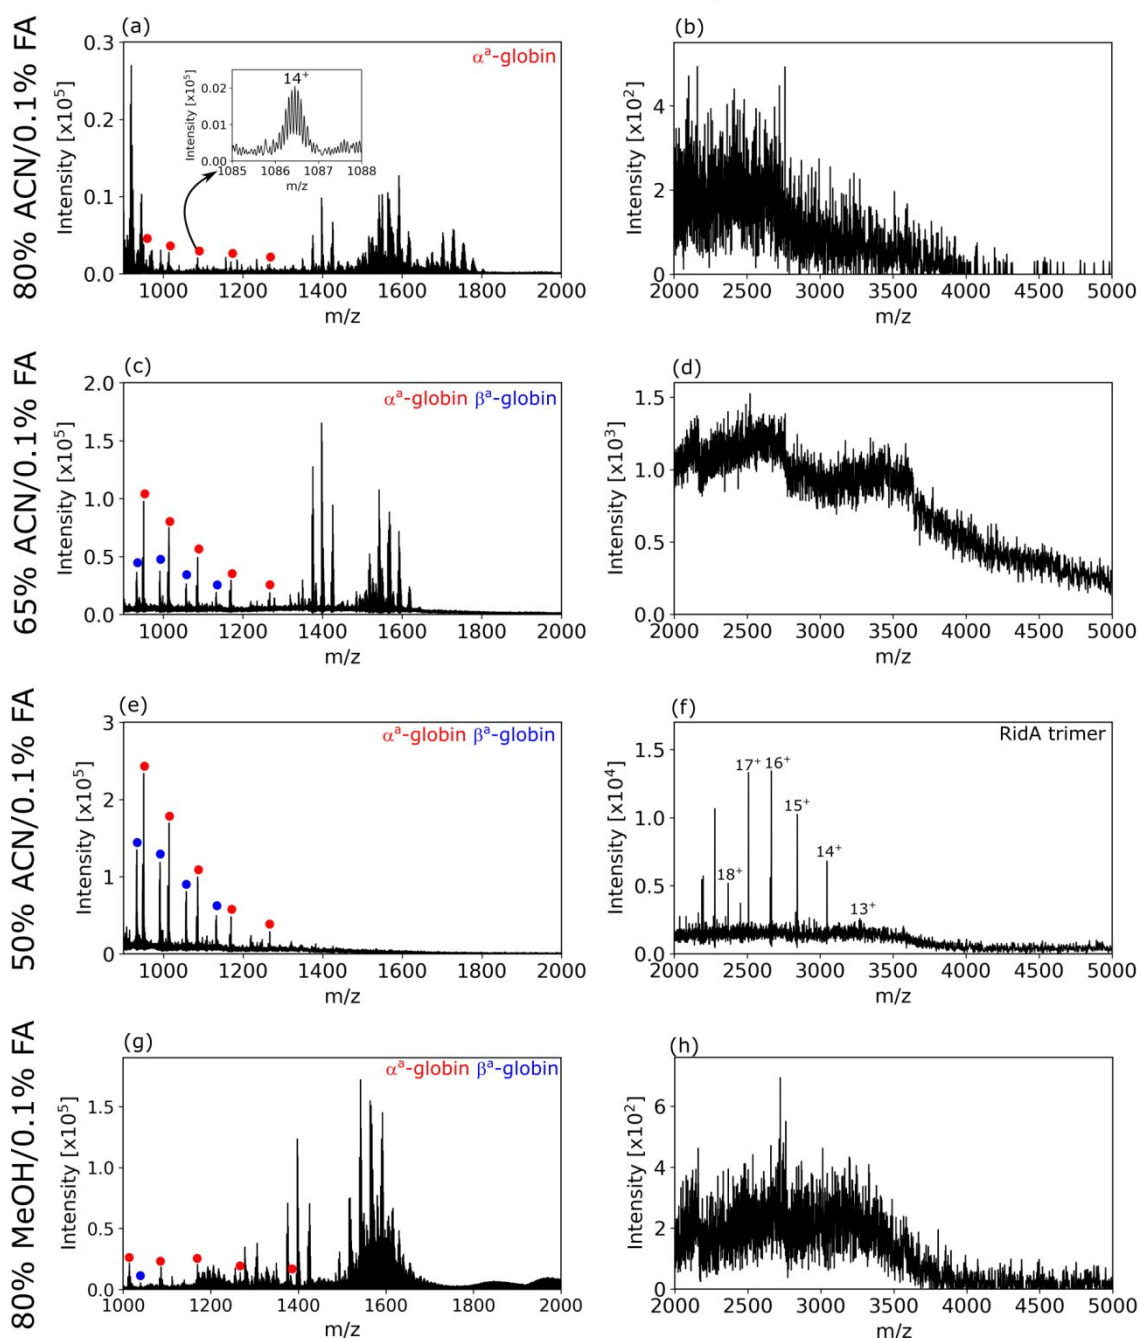 80% ACN/0.1% FA
(a)
α^a-globin
Intensity [x10^5]
0.3
0.2
0.1
0.0
1000 1200 1400 1600 1800 2000
m/z
14^+
Intensity [x10^5]
0.02
0.01
0.00
1085 1086 1087 1088
m/z
(b)
Intensity [x10^2]
4
2
0
2000 2500 3000 3500 4000 4500 5000
m/z
65% ACN/0.1% FA
(c)
α^a-globin β^a-globin
Intensity [x10^5]
2.0
1.5
1.0
0.5
0.0
1000 1200 1400 1600 1800 2000
m/z
(d)
Intensity [x10^3]
1.5
1.0
0.5
0.0
2000 2500 3000 3500 4000 4500 5000
m/z
50% ACN/0.1% FA
(e)
α^a-globin β^a-globin
Intensity [x10^5]
3
2
1
0
1000 1200 1400 1600 1800 2000
m/z
(f)
RidA trimer
Intensity [x10^4]
1.5
1.0
0.5
0.0
18^+
17^+ 16^+
15^+
14^+
13^+
2000 2500 3000 3500 4000 4500 5000
m/z
80% MeOH/0.1% FA
(g)
α^a-globin β^a-globin
Intensity [x10^5]
1.5
1.0
0.5
0.0
1000 1200 1400 1600 1800 2000
m/z
(h)
Intensity [x10^2]
6
4
2
0
2000 2500 3000 3500 4000 4500 5000
m/z